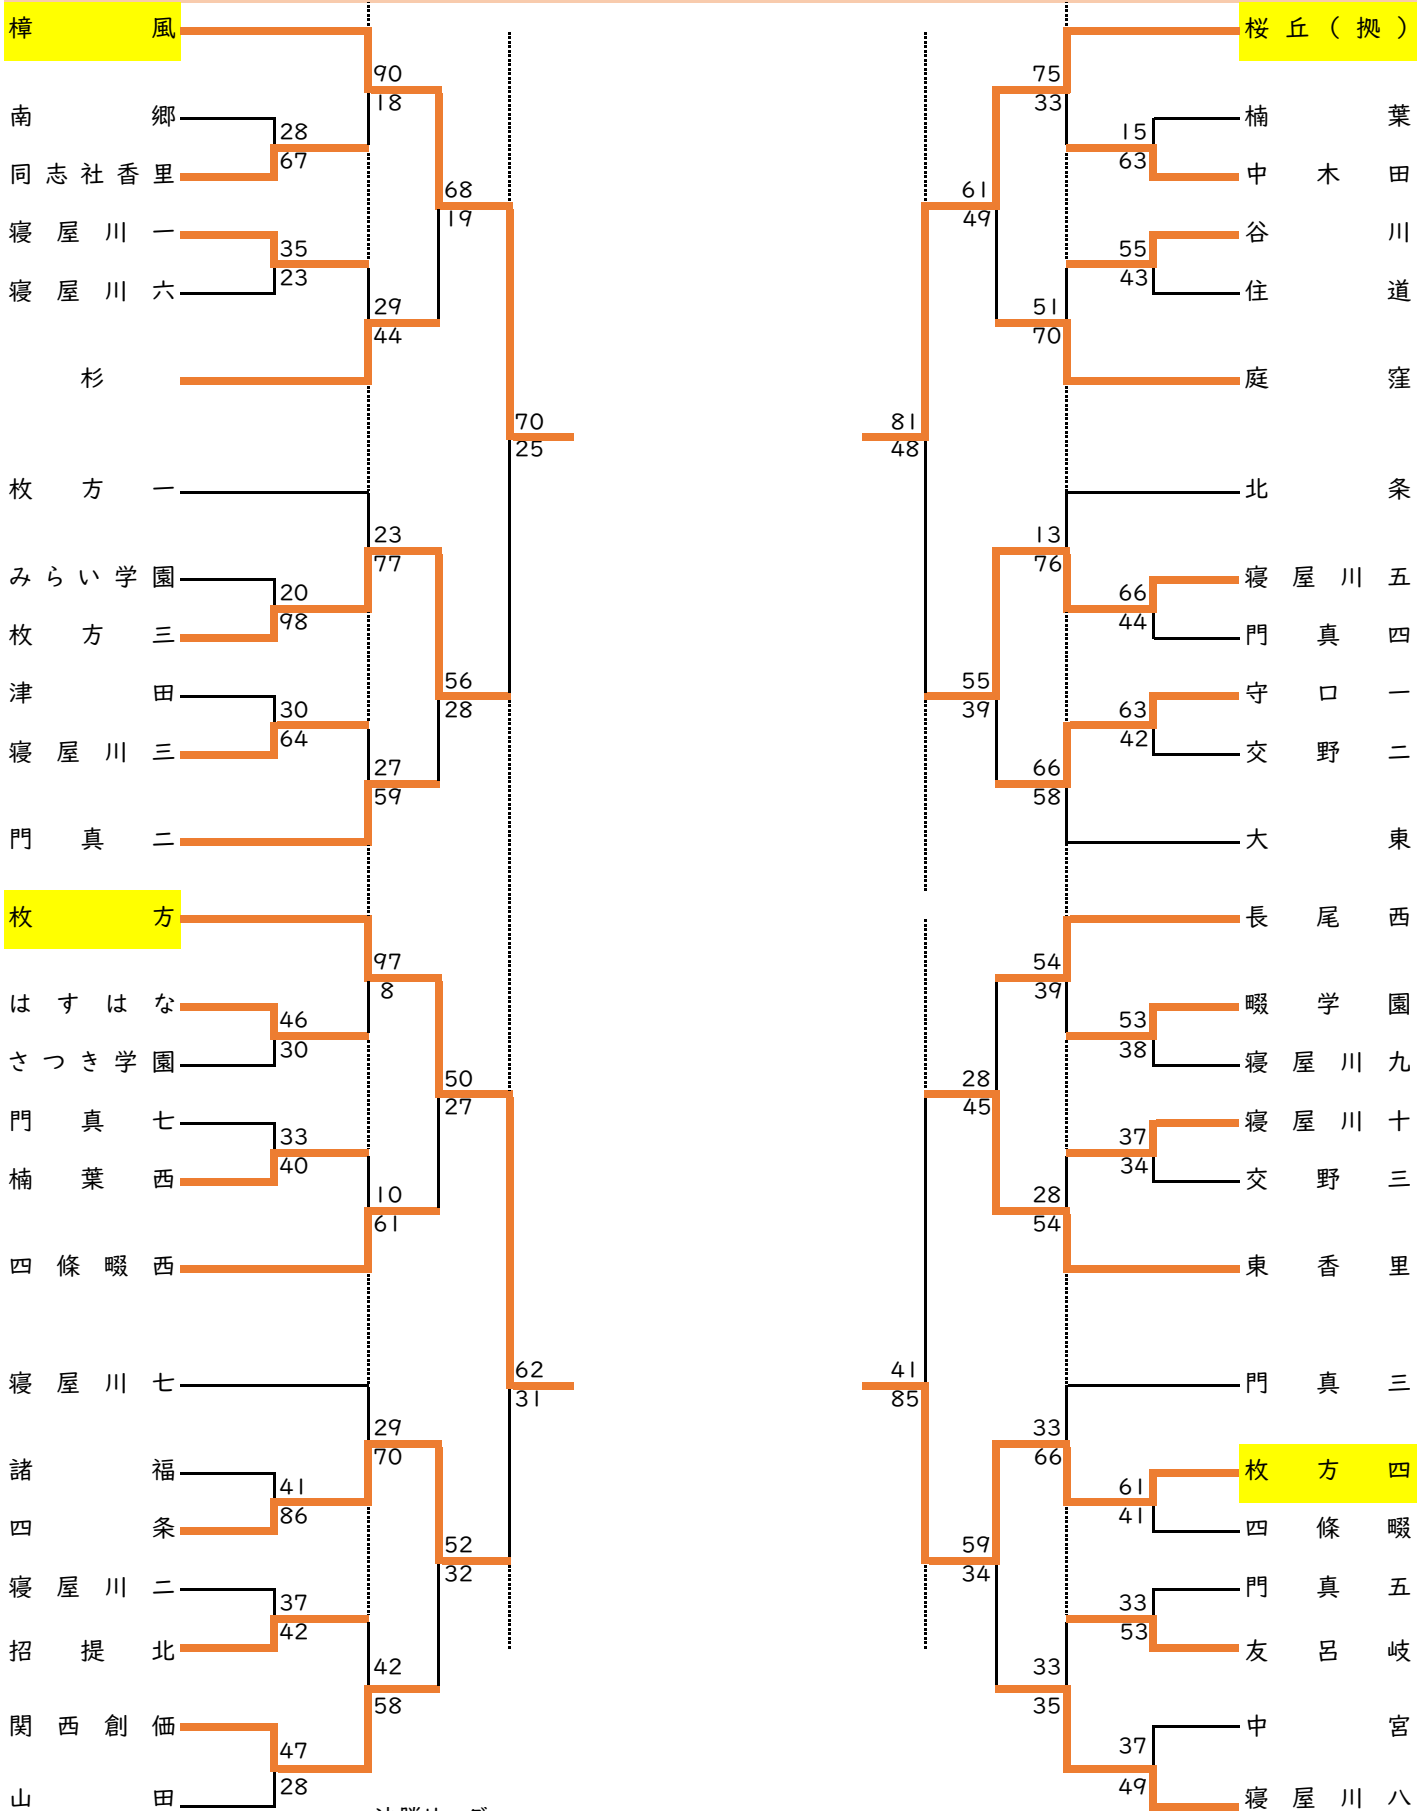 樟風
90
18
南郷
28
67
同志社香里
68
19
寝屋川一
35
23
寝屋川六
29
44
杉
70
25
枚方一
23
77
みらい学園
20
98
枚方三
56
28
津田
30
64
寝屋川三
27
59
門真二
枚方
97
8
はすはな
46
30
さつき学園
50
27
門真七
33
40
楠葉西
10
61
四條畷西
62
31
寝屋川七
29
70
諸福
41
86
四条
52
32
寝屋川二
37
42
招提北
42
58
関西創価
47
28
山田
桜丘(拠)
75
33
楠葉
15
63
中木田
61
49
谷川
55
43
住道
51
70
庭窪
81
48
北条
13
76
寝屋川五
66
44
門真四
55
39
守口一
63
42
交野二
66
58
大東
長尾西
54
39
畷学園
53
38
寝屋川九
28
45
寝屋川十
37
34
交野三
28
54
東香里
41
85
門真三
33
66
枚方四
61
41
四條畷
59
34
門真五
33
53
友呂岐
33
35
中宮
37
49
寝屋川八